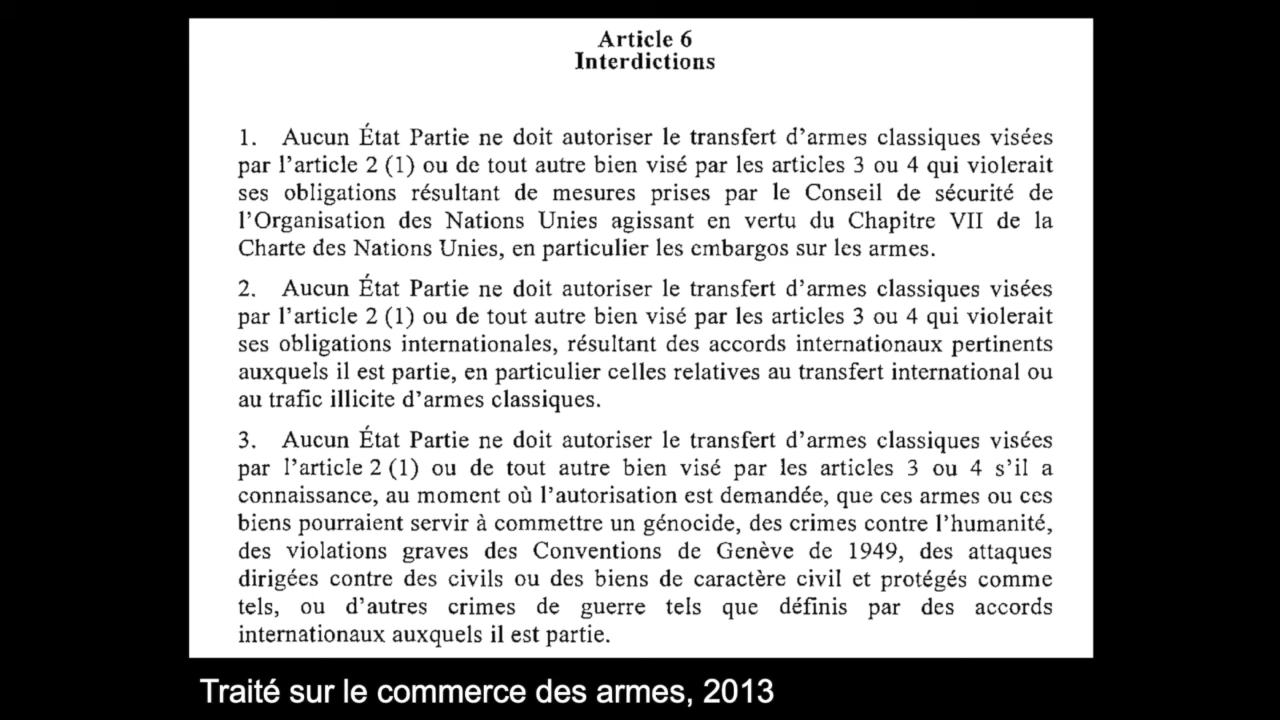 Article 6
Interdictions
1. Aucun État Partie ne doit autoriser le transfert d'armes classiques visées
par l'article 2 (1) ou de tout autre bien visé par les articles 3 ou 4 qui violerait
ses obligations résultant de mesures prises par le Conseil de sécurité de
l'Organisation des Nations Unies agissant en vertu du Chapitre VII de la
Charte des Nations Unies, en particulier les embargos sur les armes.
2. Aucun État Partie ne doit autoriser le transfert d'armes classiques visées
par l'article 2 (1) ou de tout autre bien visé par les articles 3 ou 4 qui violerait
ses obligations internationales, résultant des accords internationaux pertinents
auxquels il est partie, en particulier celles relatives au transfert international ou
au trafic illicite d'armes classiques.
3. Aucun État Partie ne doit autoriser le transfert d'armes classiques visées
par l'article 2 (1) ou de tout autre bien visé par les articles 3 ou 4 s'il a
connaissance, au moment où l'autorisation est demandée, que ces armes ou ces
biens pourraient servir à commettre un génocide, des crimes contre l'humanité,
des violations graves des Conventions de Genève de 1949, des attaques
dirigées contre des civils ou des biens de caractère civil et protégés comme
tels, ou d'autres crimes de guerre tels que définis par des accords
internationaux auxquels il est partie.
Traité sur le commerce des armes, 2013